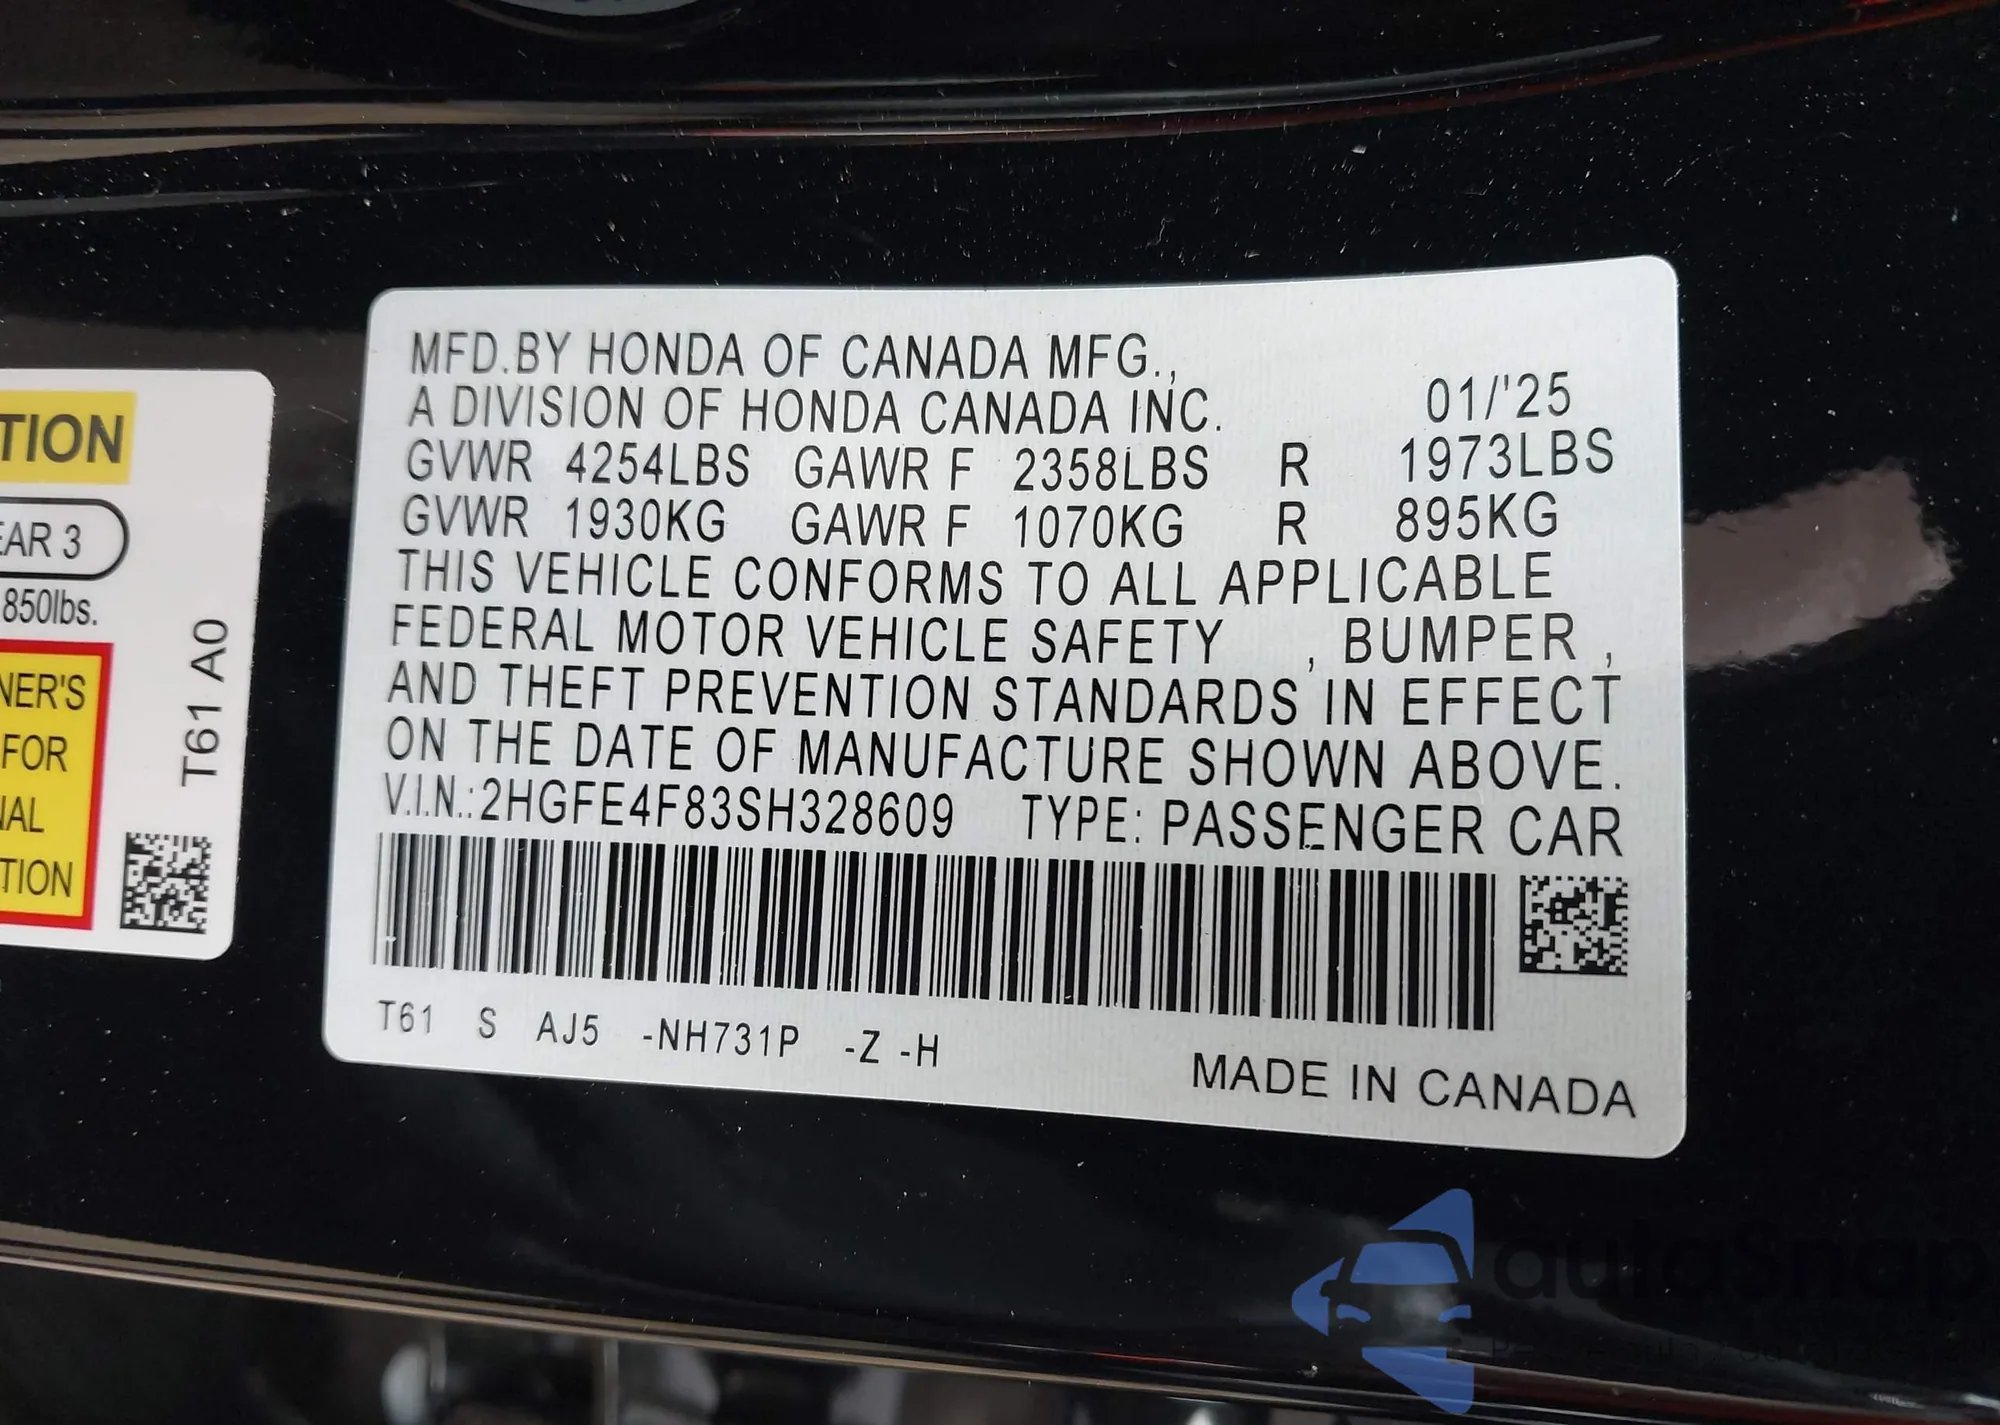 MFD.BY HONDA OF CANADA MFG.,
A DIVISION OF HONDA CANADA INC. 01/'25
GVWR 4254LBS GAWR F 2358LBS R 1973LBS
GVWR 1930KG GAWR F 1070KG R 895KG
THIS VEHICLE CONFORMS TO ALL APPLICABLE
FEDERAL MOTOR VEHICLE SAFETY , BUMPER ,
AND THEFT PREVENTION STANDARDS IN EFFECT
ON THE DATE OF MANUFACTURE SHOWN ABOVE.
V.I.N.:2HGFE4F83SH328609 TYPE: PASSENGER CAR
T61 S AJ5 -NH731P -Z -H
MADE IN CANADA
TION
EAR 3
850lbs.
NER'S
FOR
NAL
TION
T61 A0
autosnap